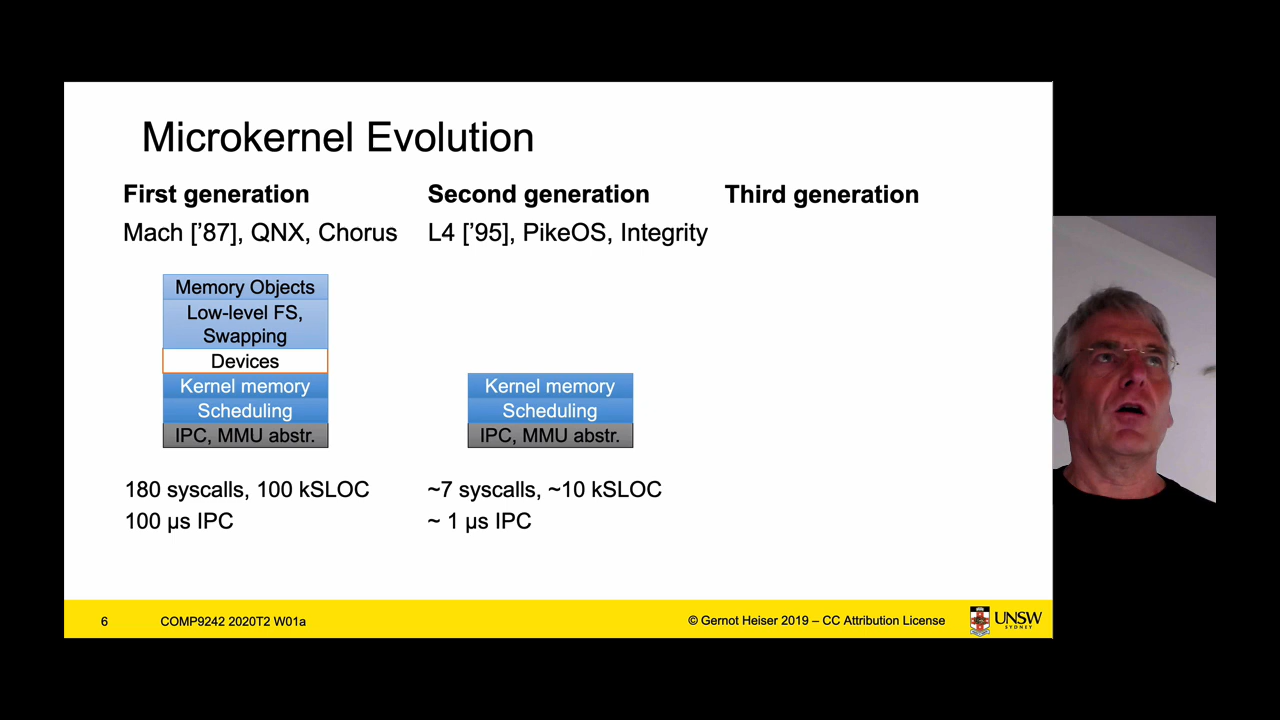 Microkernel Evolution
First generation
Mach ['87], QNX, Chorus
Memory Objects
Low-level FS,
Swapping
Devices
Kernel memory
Scheduling
IPC, MMU abstr.
180 syscalls, 100 kSLOC
100 µs IPC
Second generation
L4 ['95], PikeOS, Integrity
Kernel memory
Scheduling
IPC, MMU abstr.
~7 syscalls, ~10 kSLOC
~ 1 µs IPC
Third generation
6
COMP9242 2020T2 W01a
© Gernot Heiser 2019 – CC Attribution License
UNSW
SYDNEY